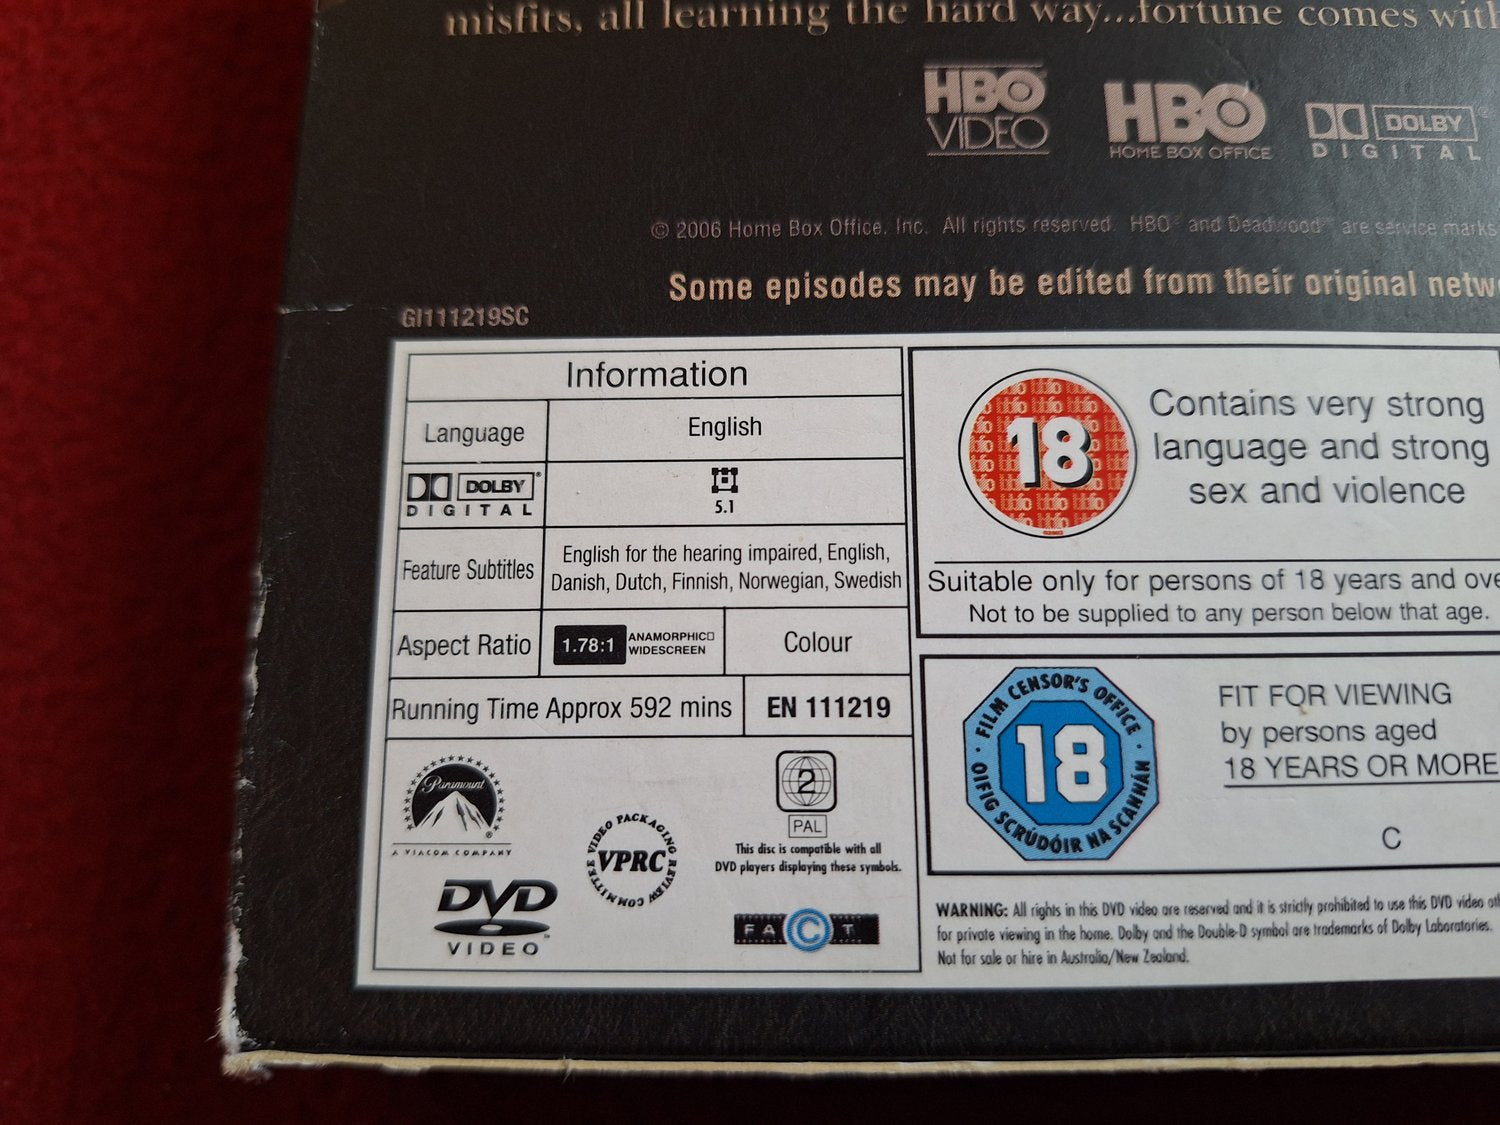 misfits, all learning the hard way...fortune comes with
HBO
VIDEO
HBO
HOME BOX OFFICE
DOLBY
DIGITAL
© 2006 Home Box Office, Inc. All rights reserved. HBO® and Deadwood℠ are service marks
Some episodes may be edited from their original netw
GI111219SC
Information
Language
English
DOLBY®
DIGITAL
5.1
Feature Subtitles
English for the hearing impaired, English,
Danish, Dutch, Finnish, Norwegian, Swedish
Aspect Ratio
1.78:1
ANAMORPHIC□
WIDESCREEN
Colour
Running Time Approx 592 mins
EN 111219
Paramount®
A VIACOM COMPANY
DVD
VIDEO
VIDEO PACKAGING REVIEW COMMITTEE
VPRC
2
PAL
This disc is compatible with all
DVD players displaying these symbols.
FACT
18
Contains very strong
language and strong
sex and violence
Suitable only for persons of 18 years and ove
Not to be supplied to any person below that age.
· FILM CENSOR'S OFFICE ·
18
OIFIG SCRÚDÓIR NA SCANNÁN
FIT FOR VIEWING
by persons aged
18 YEARS OR MORE
C
WARNING: All rights in this DVD video are reserved and it is strictly prohibited to use this DVD video ot
for private viewing in the home. Dolby and the Double-D symbol are trademarks of Dolby Laboratories.
Not for sale or hire in Australia/New Zealand.